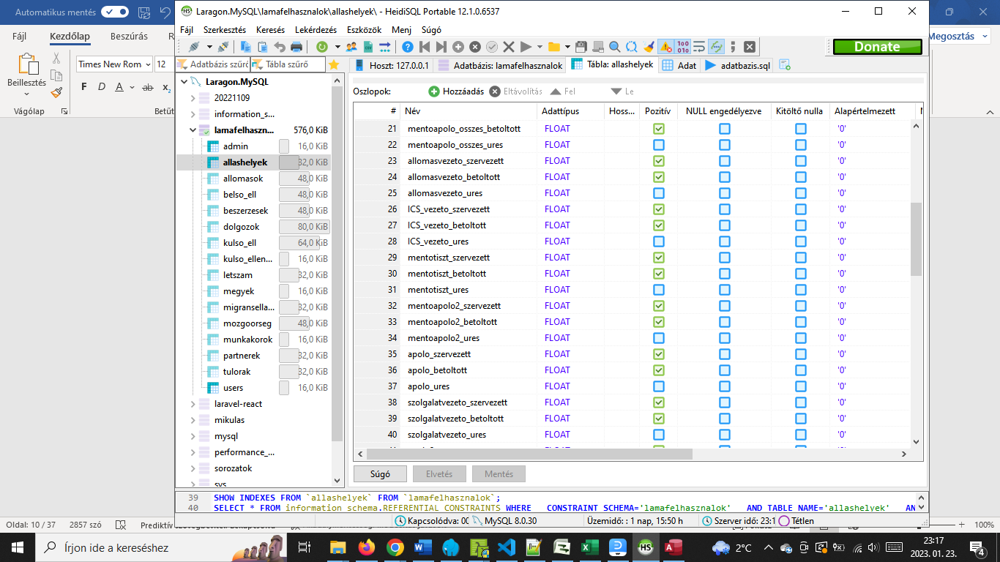 Automatikus mentés
Laragon.MySQL\lamafelhasznalok\allashelyek\ - HeidiSQL Portable 12.1.0.6537
Fájl Szerkesztés Keresés Lekérdezés Eszközök Menj Súgó
Fájl Kezdőlap Beszúrás
Megosztás
Donate
Times New Rom 12
Beillesztés
F D A ab x
Vágólap
Betűt
Adatbázis szűrő Tábla szűrő
Hoszt: 127.0.0.1 Adatbázis: lamafelhasznalok Tábla: allashelyek Adat adatbazis.sql
Laragon.MySQL
20221109
information_s...
lamafelhaszn... 576,0 KiB
admin 16,0 KiB
allashelyek 32,0 KiB
allomasok 48,0 KiB
belso_ell 48,0 KiB
beszerzesek 48,0 KiB
dolgozok 80,0 KiB
kulso_ell 64,0 KiB
kulso_ellen... 16,0 KiB
letszam 32,0 KiB
megyek 16,0 KiB
migransella... 32,0 KiB
mozgoorseg 48,0 KiB
munkakorok 16,0 KiB
partnerek 32,0 KiB
tulorak 32,0 KiB
users 16,0 KiB
laravel-react
mikulas
mysql
performance_...
sorozatok
sys
Oszlopok: Hozzáadás Eltávolítás Fel Le
# Név Adattípus Hoss... Pozitív NULL engedélyezve Kitöltő nulla Alapértelmezett
21 mentoapolo_osszes_betoltott FLOAT '0'
22 mentoapolo_osszes_ures FLOAT '0'
23 allomasvezeto_szervezett FLOAT '0'
24 allomasvezeto_betoltott FLOAT '0'
25 allomasvezeto_ures FLOAT '0'
26 ICS_vezeto_szervezett FLOAT '0'
27 ICS_vezeto_betoltott FLOAT '0'
28 ICS_vezeto_ures FLOAT '0'
29 mentotiszt_szervezett FLOAT '0'
30 mentotiszt_betoltott FLOAT '0'
31 mentotiszt_ures FLOAT '0'
32 mentoapolo2_szervezett FLOAT '0'
33 mentoapolo2_betoltott FLOAT '0'
34 mentoapolo2_ures FLOAT '0'
35 apolo_szervezett FLOAT '0'
36 apolo_betoltott FLOAT '0'
37 apolo_ures FLOAT '0'
38 szolgalatvezeto_szervezett FLOAT '0'
39 szolgalatvezeto_betoltott FLOAT '0'
40 szolgalatvezeto_ures FLOAT '0'
Súgó Elvetés Mentés
39 SHOW INDEXES FROM `allashelyek` FROM `lamafelhasznalok`;
40 SELECT * FROM information_schema.REFERENTIAL_CONSTRAINTS WHERE CONSTRAINT_SCHEMA='lamafelhasznalok' AND TABLE_NAME='allashelyek' AN
Kapcsolódva: 00 MySQL 8.0.30 Üzemidő: : 1 nap, 15:50 h Szerver idő: 23:1 Tétlen
Oldal: 10 / 37 2857 szó
100%
Írjon ide a kereséshez
2°C
23:17
2023. 01. 23.
4